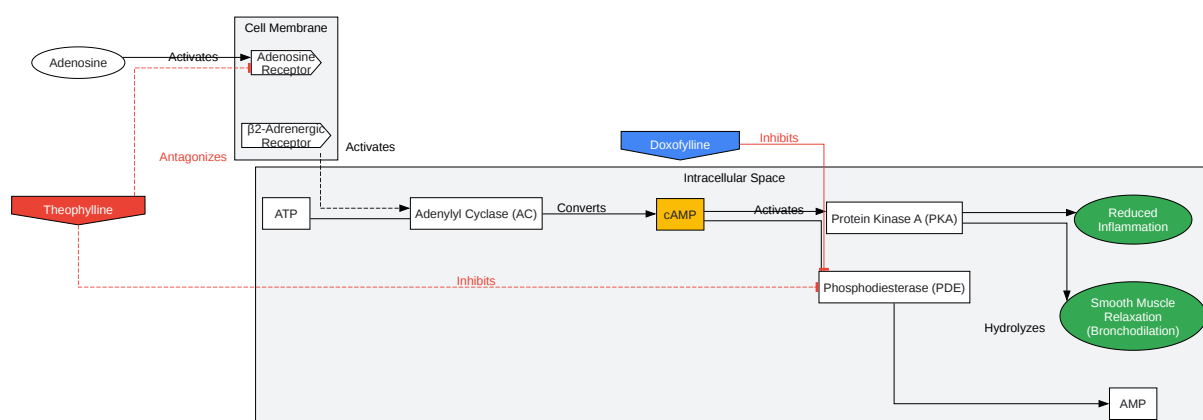 Cell Membrane
Adenosine
Activates
Adenosine
Receptor
β2-Adrenergic
Receptor
Activates
Antagonizes
Doxofylline
Inhibits
Intracellular Space
Theophylline
ATP
Adenylyl Cyclase (AC)
Converts
cAMP
Activates
Protein Kinase A (PKA)
Reduced
Inflammation
Inhibits
Phosphodiesterase (PDE)
Smooth Muscle
Relaxation
(Bronchodilation)
Hydrolyzes
AMP